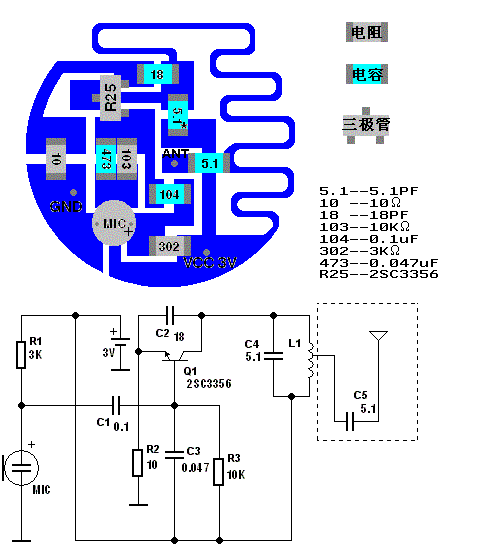 18
R25
5.1*
10
473
103
ANT
5.1
104
GND
MIC
+
302
VCC 3V
电阻
电容
三极管
5.1--5.1PF
10 --10Ω
18 --18PF
103--10KΩ
104--0.1uF
302--3KΩ
473--0.047uF
R25--2SC3356
R1
3K
+
3V
C2 18
Q1
2SC3356
C4
5.1
L1
C5
5.1
C1 0.1
+
MIC
R2
10
C3
0.047
R3
10K